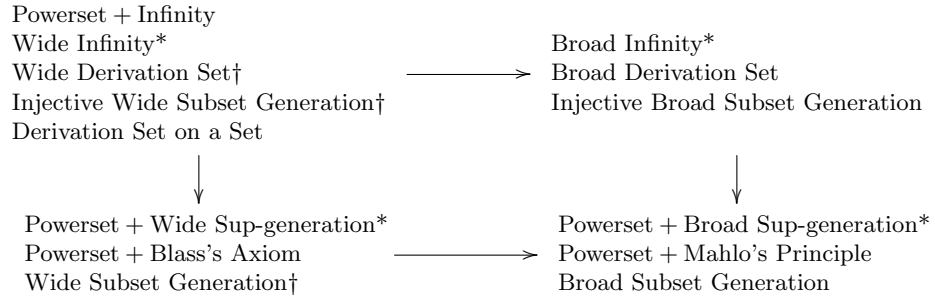 Powerset + Infinity
Wide Infinity*
Wide Derivation Set†
Injective Wide Subset Generation†
Derivation Set on a Set
Broad Infinity*
Broad Derivation Set
Injective Broad Subset Generation
Powerset + Wide Sup-generation*
Powerset + Blass's Axiom
Wide Subset Generation†
Powerset + Broad Sup-generation*
Powerset + Mahlo's Principle
Broad Subset Generation